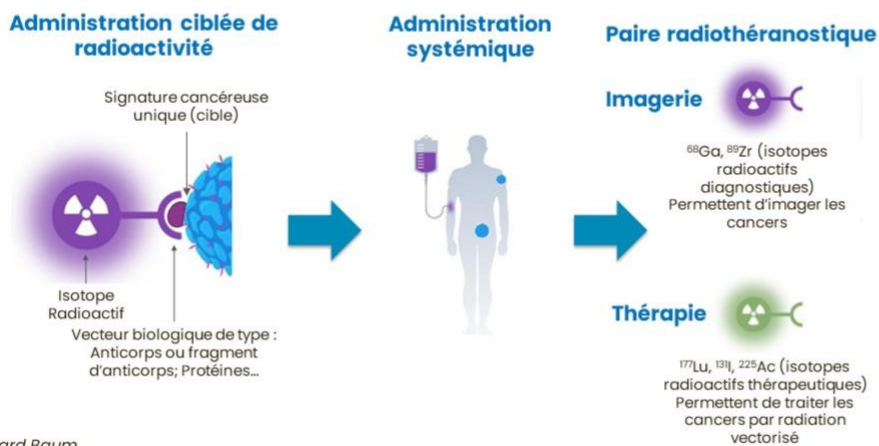 Administration ciblée de
radioactivité
Signature cancéreuse
unique (cible)
Isotope
Radioactif
Vecteur biologique de type :
Anticorps ou fragment
d'anticorps; Protéines...
Administration
systémique
Paire radiothéranostique
Imagerie
⁶⁸Ga, ⁸⁹Zr (isotopes
radioactifs
diagnostiques)
Permettent d'imager les
cancers
Thérapie
¹⁷⁷Lu, ¹³¹I, ²²⁵Ac (isotopes
radioactifs thérapeutiques)
Permettent de traiter les
cancers par radiation
vectorisé
Baum